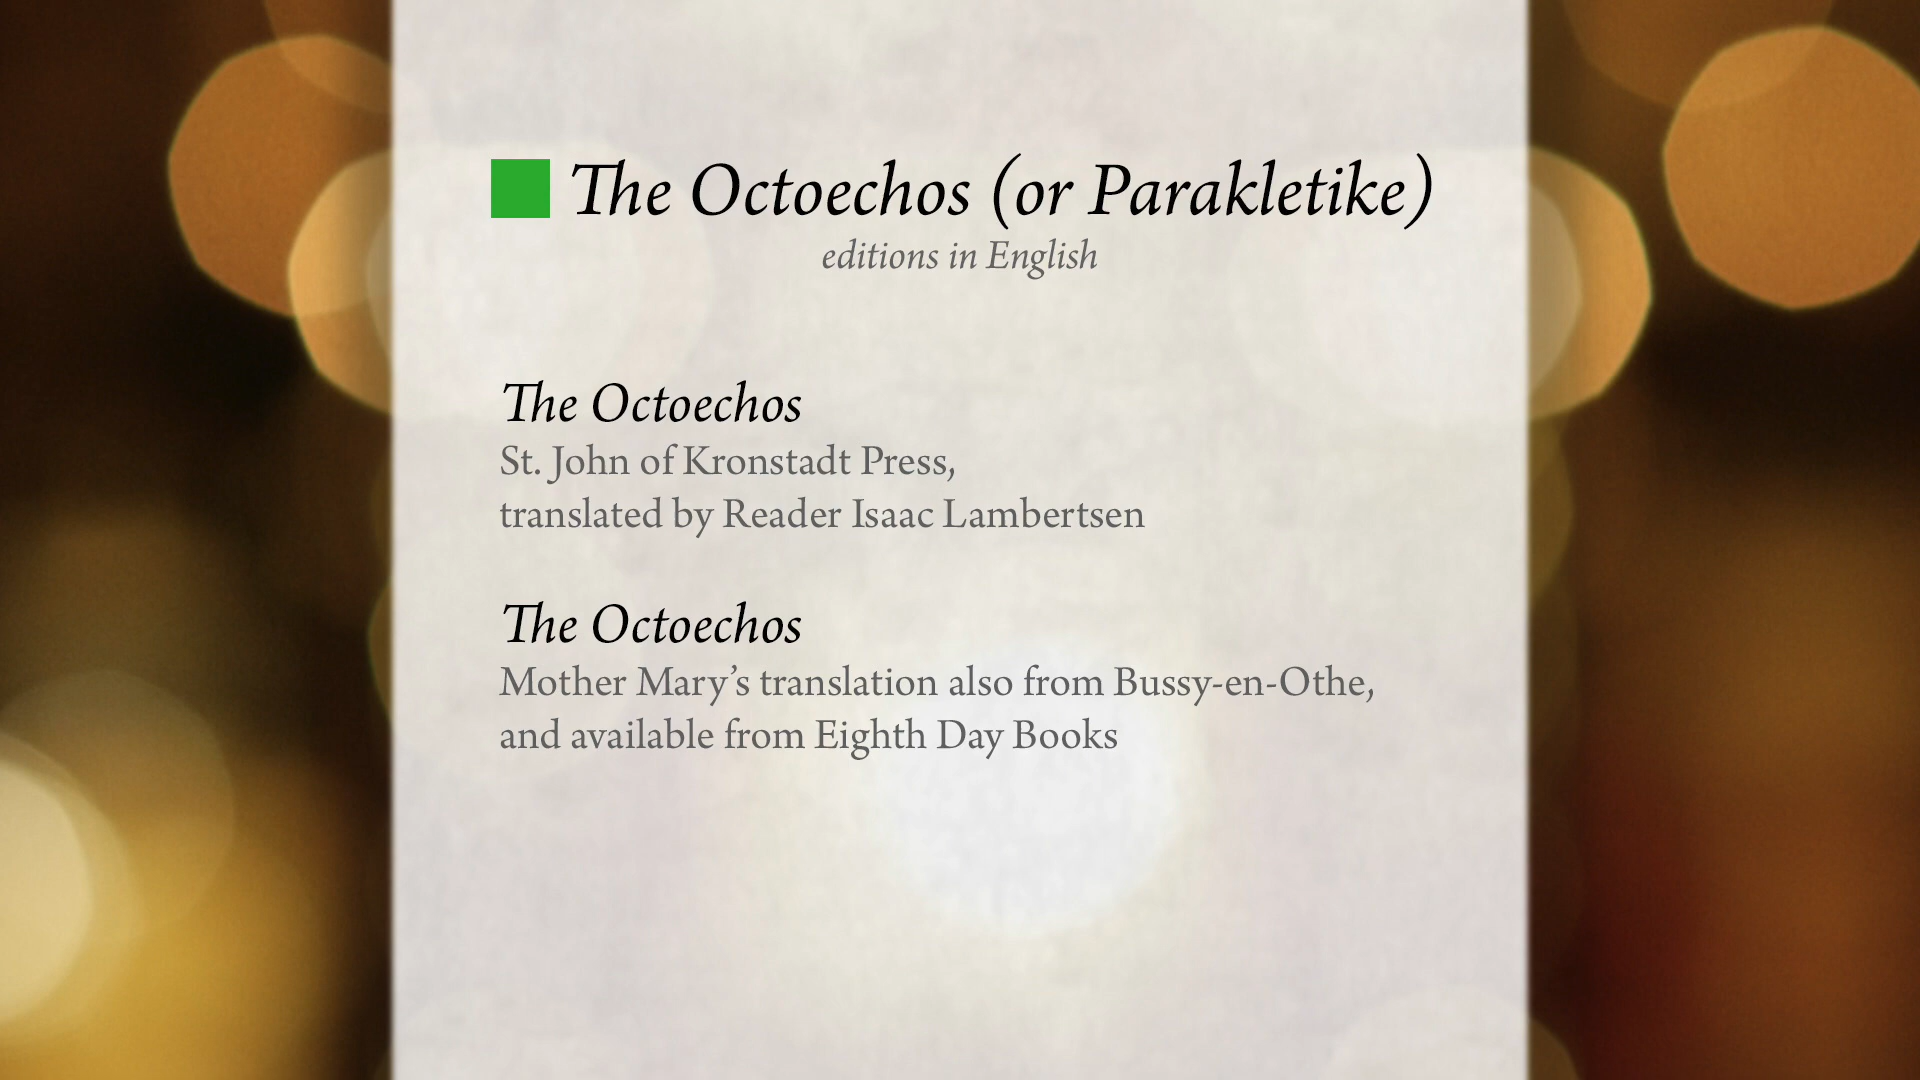 The Octoechos (or Parakletike)
editions in English
The Octoechos
St. John of Kronstadt Press,
translated by Reader Isaac Lambertsen
The Octoechos
Mother Mary’s translation also from Bussy-en-Othe,
and available from Eighth Day Books